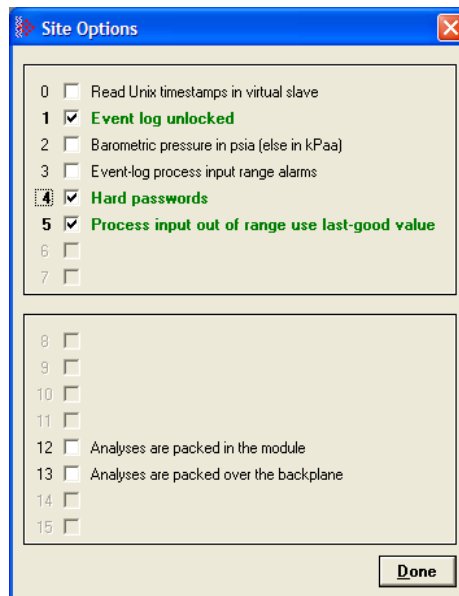 Site Options
0 Read Unix timestamps in virtual slave
1 Event log unlocked
2 Barometric pressure in psia (else in kPaa)
3 Event-log process input range alarms
4 Hard passwords
5 Process input out of range use last-good value
6
7
8
9
10
11
12 Analyses are packed in the module
13 Analyses are packed over the backplane
14
15
Done